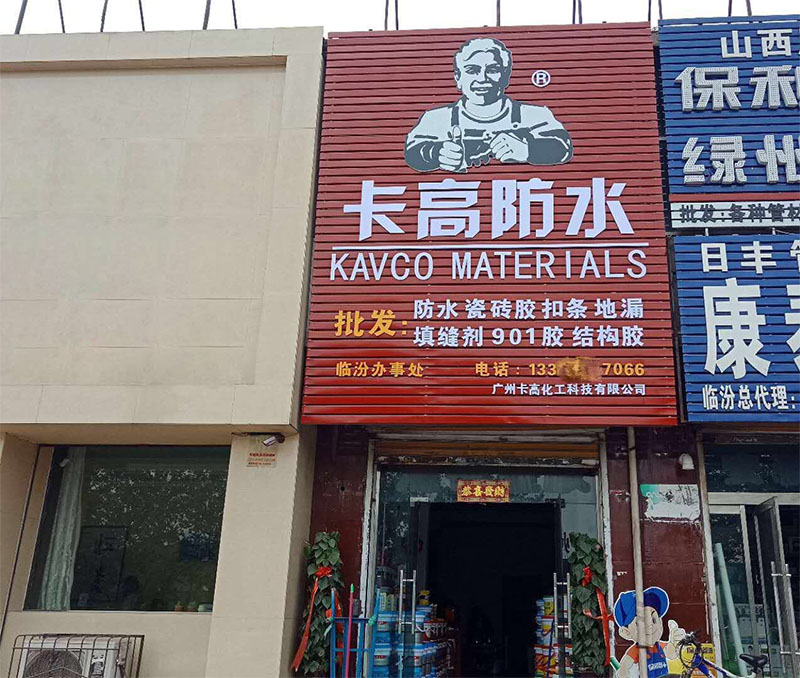 ®
卡高防水
KAVCO MATERIALS
批发: 防水 瓷砖胶 扣条 地漏
填缝剂 901胶 结构胶
临汾办事处 电话: 133 7066
广州卡高化工科技有限公司
恭喜發財
山西
保利
绿州
批发:各种管材
日丰管
康泰
临汾总代理: